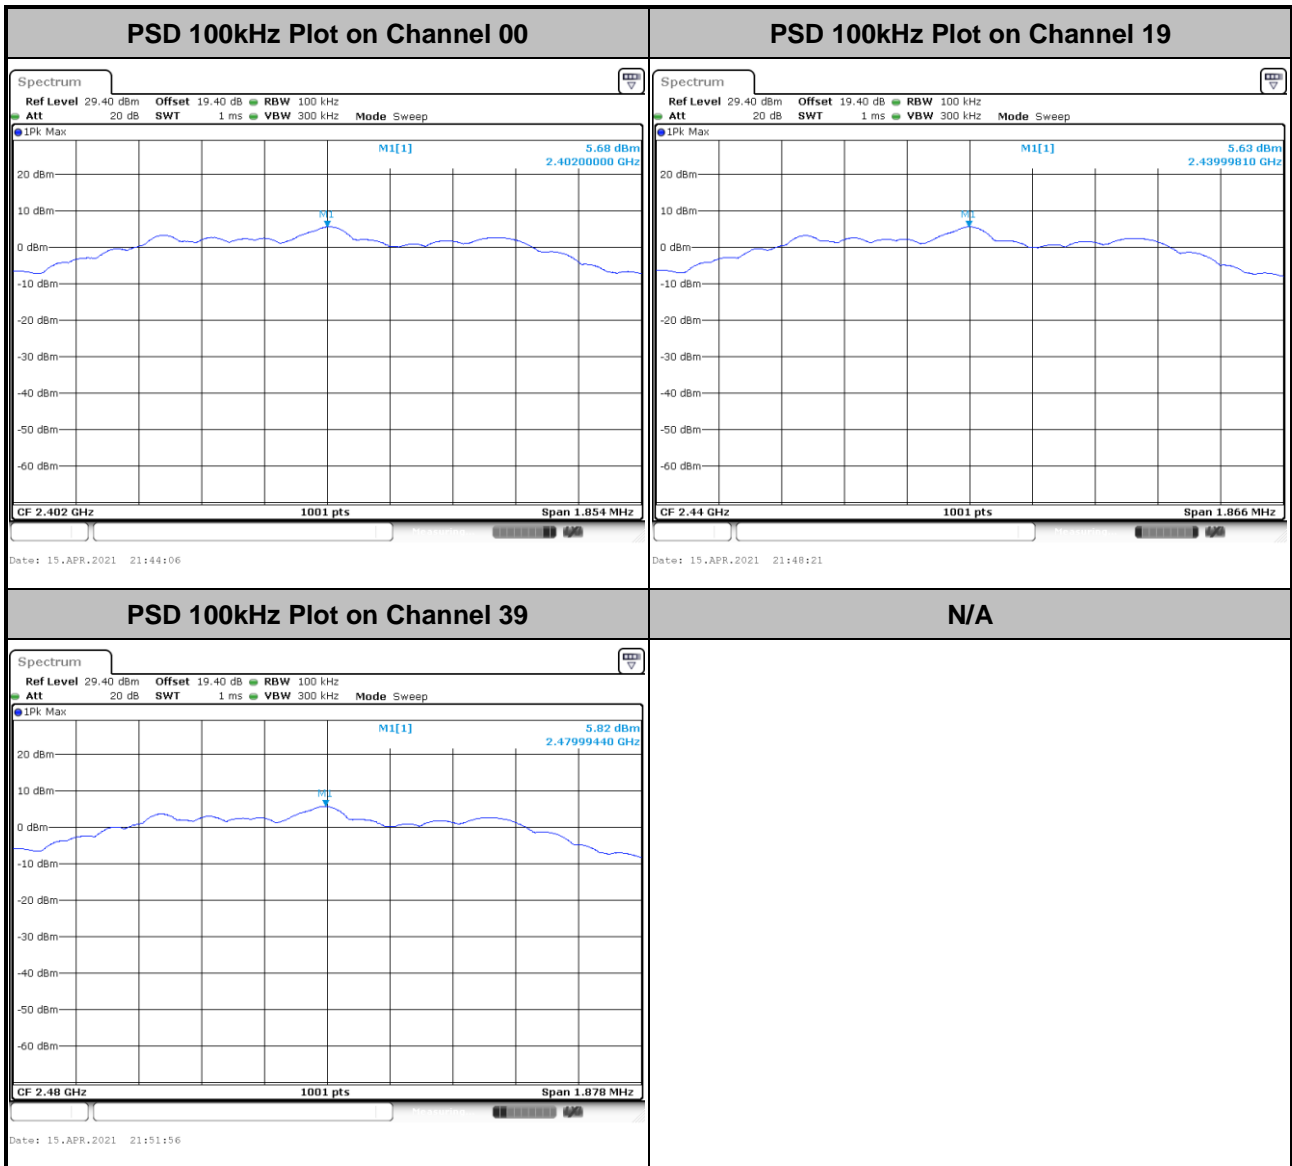 PSD 100kHz Plot on Channel 00
PSD 100kHz Plot on Channel 19
Spectrum
Ref Level 29.40 dBm Offset 19.40 dB RBW 100 kHz
Att 20 dB SWT 1 ms VBW 300 kHz Mode Sweep
1Pk Max
M1[1] 5.68 dBm
2.40200000 GHz
20 dBm
10 dBm
M1
0 dBm
-10 dBm
-20 dBm
-30 dBm
-40 dBm
-50 dBm
-60 dBm
CF 2.402 GHz 1001 pts Span 1.854 MHz
Measuring...
Date: 15.APR.2021 21:44:06
Spectrum
Ref Level 29.40 dBm Offset 19.40 dB RBW 100 kHz
Att 20 dB SWT 1 ms VBW 300 kHz Mode Sweep
1Pk Max
M1[1] 5.63 dBm
2.43999810 GHz
20 dBm
10 dBm
M1
0 dBm
-10 dBm
-20 dBm
-30 dBm
-40 dBm
-50 dBm
-60 dBm
CF 2.44 GHz 1001 pts Span 1.866 MHz
Measuring...
Date: 15.APR.2021 21:48:21
PSD 100kHz Plot on Channel 39
N/A
Spectrum
Ref Level 29.40 dBm Offset 19.40 dB RBW 100 kHz
Att 20 dB SWT 1 ms VBW 300 kHz Mode Sweep
1Pk Max
M1[1] 5.82 dBm
2.47999440 GHz
20 dBm
10 dBm
M1
0 dBm
-10 dBm
-20 dBm
-30 dBm
-40 dBm
-50 dBm
-60 dBm
CF 2.48 GHz 1001 pts Span 1.878 MHz
Measuring...
Date: 15.APR.2021 21:51:56